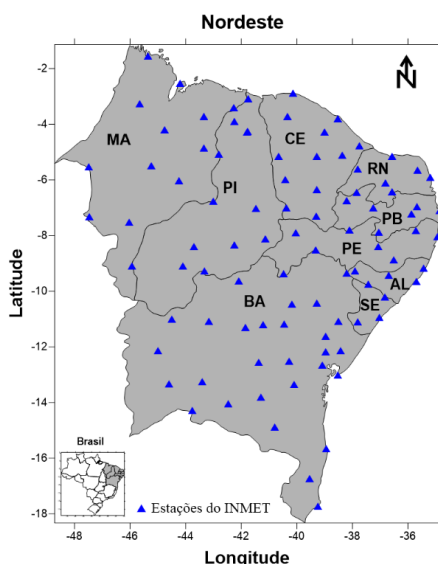 Nordeste
N
-2
-4
-6
-8
-10
-12
-14
-16
-18
Latitude
MA
PI
CE
RN
PB
PE
AL
SE
BA
Brasil
Estações do INMET
-48
-46
-44
-42
-40
-38
-36
Longitude